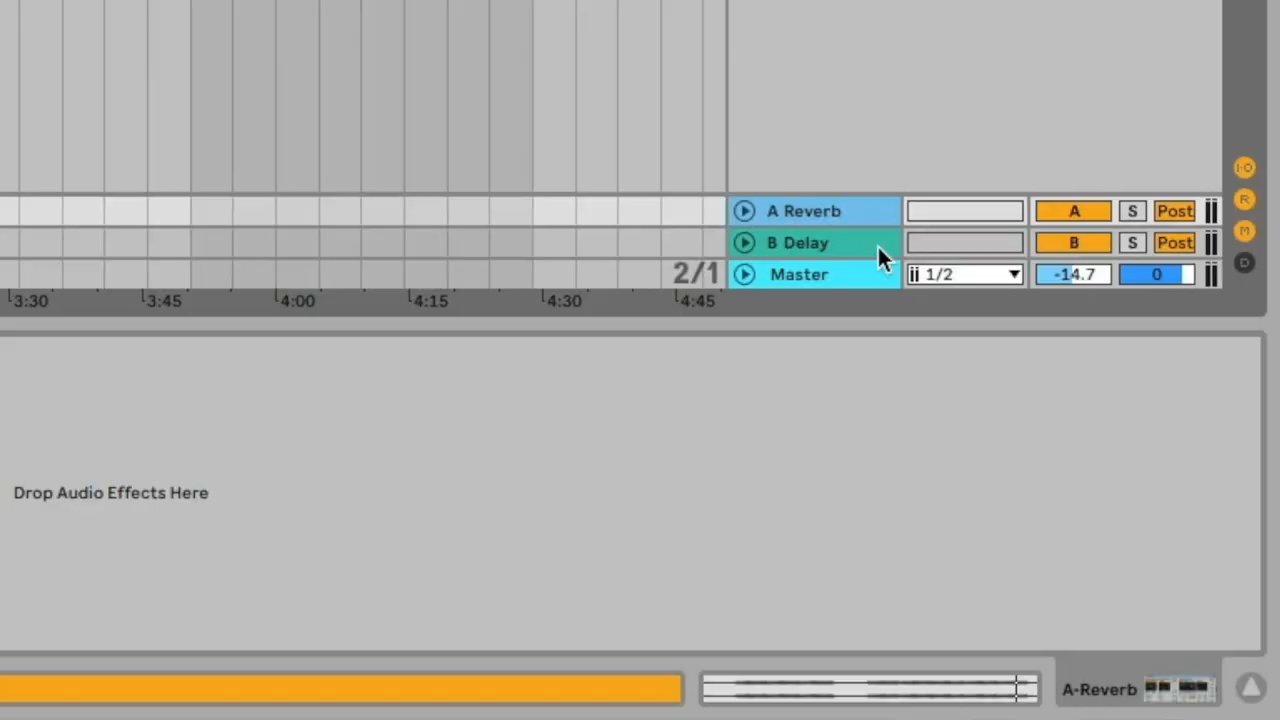 A Reverb A S Post
B Delay B S Post
2/1 Master 1/2 -14.7 0
3:30 3:45 4:00 4:15 4:30 4:45
I·O
R
M
D
Drop Audio Effects Here
A-Reverb